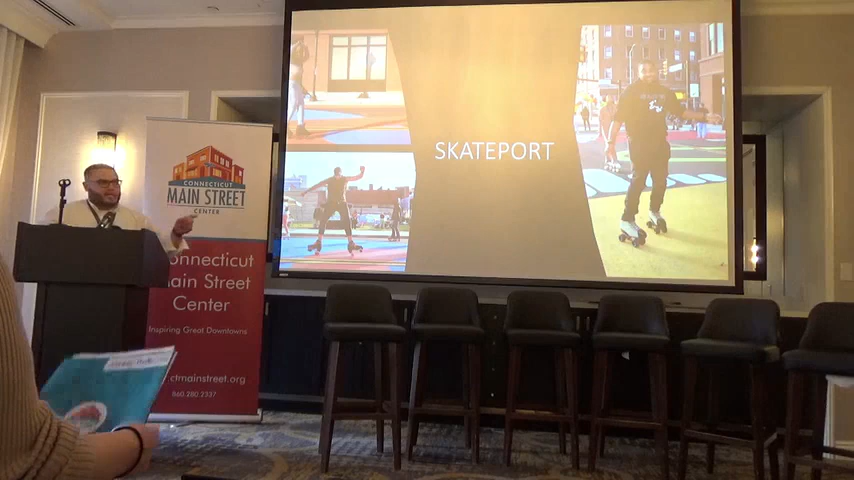 CONNECTICUT
MAIN STREET
CENTER
Connecticut
Main Street
Center
Inspiring Great Downtowns
ctmainstreet.org
860.280.2337
SKATEPORT